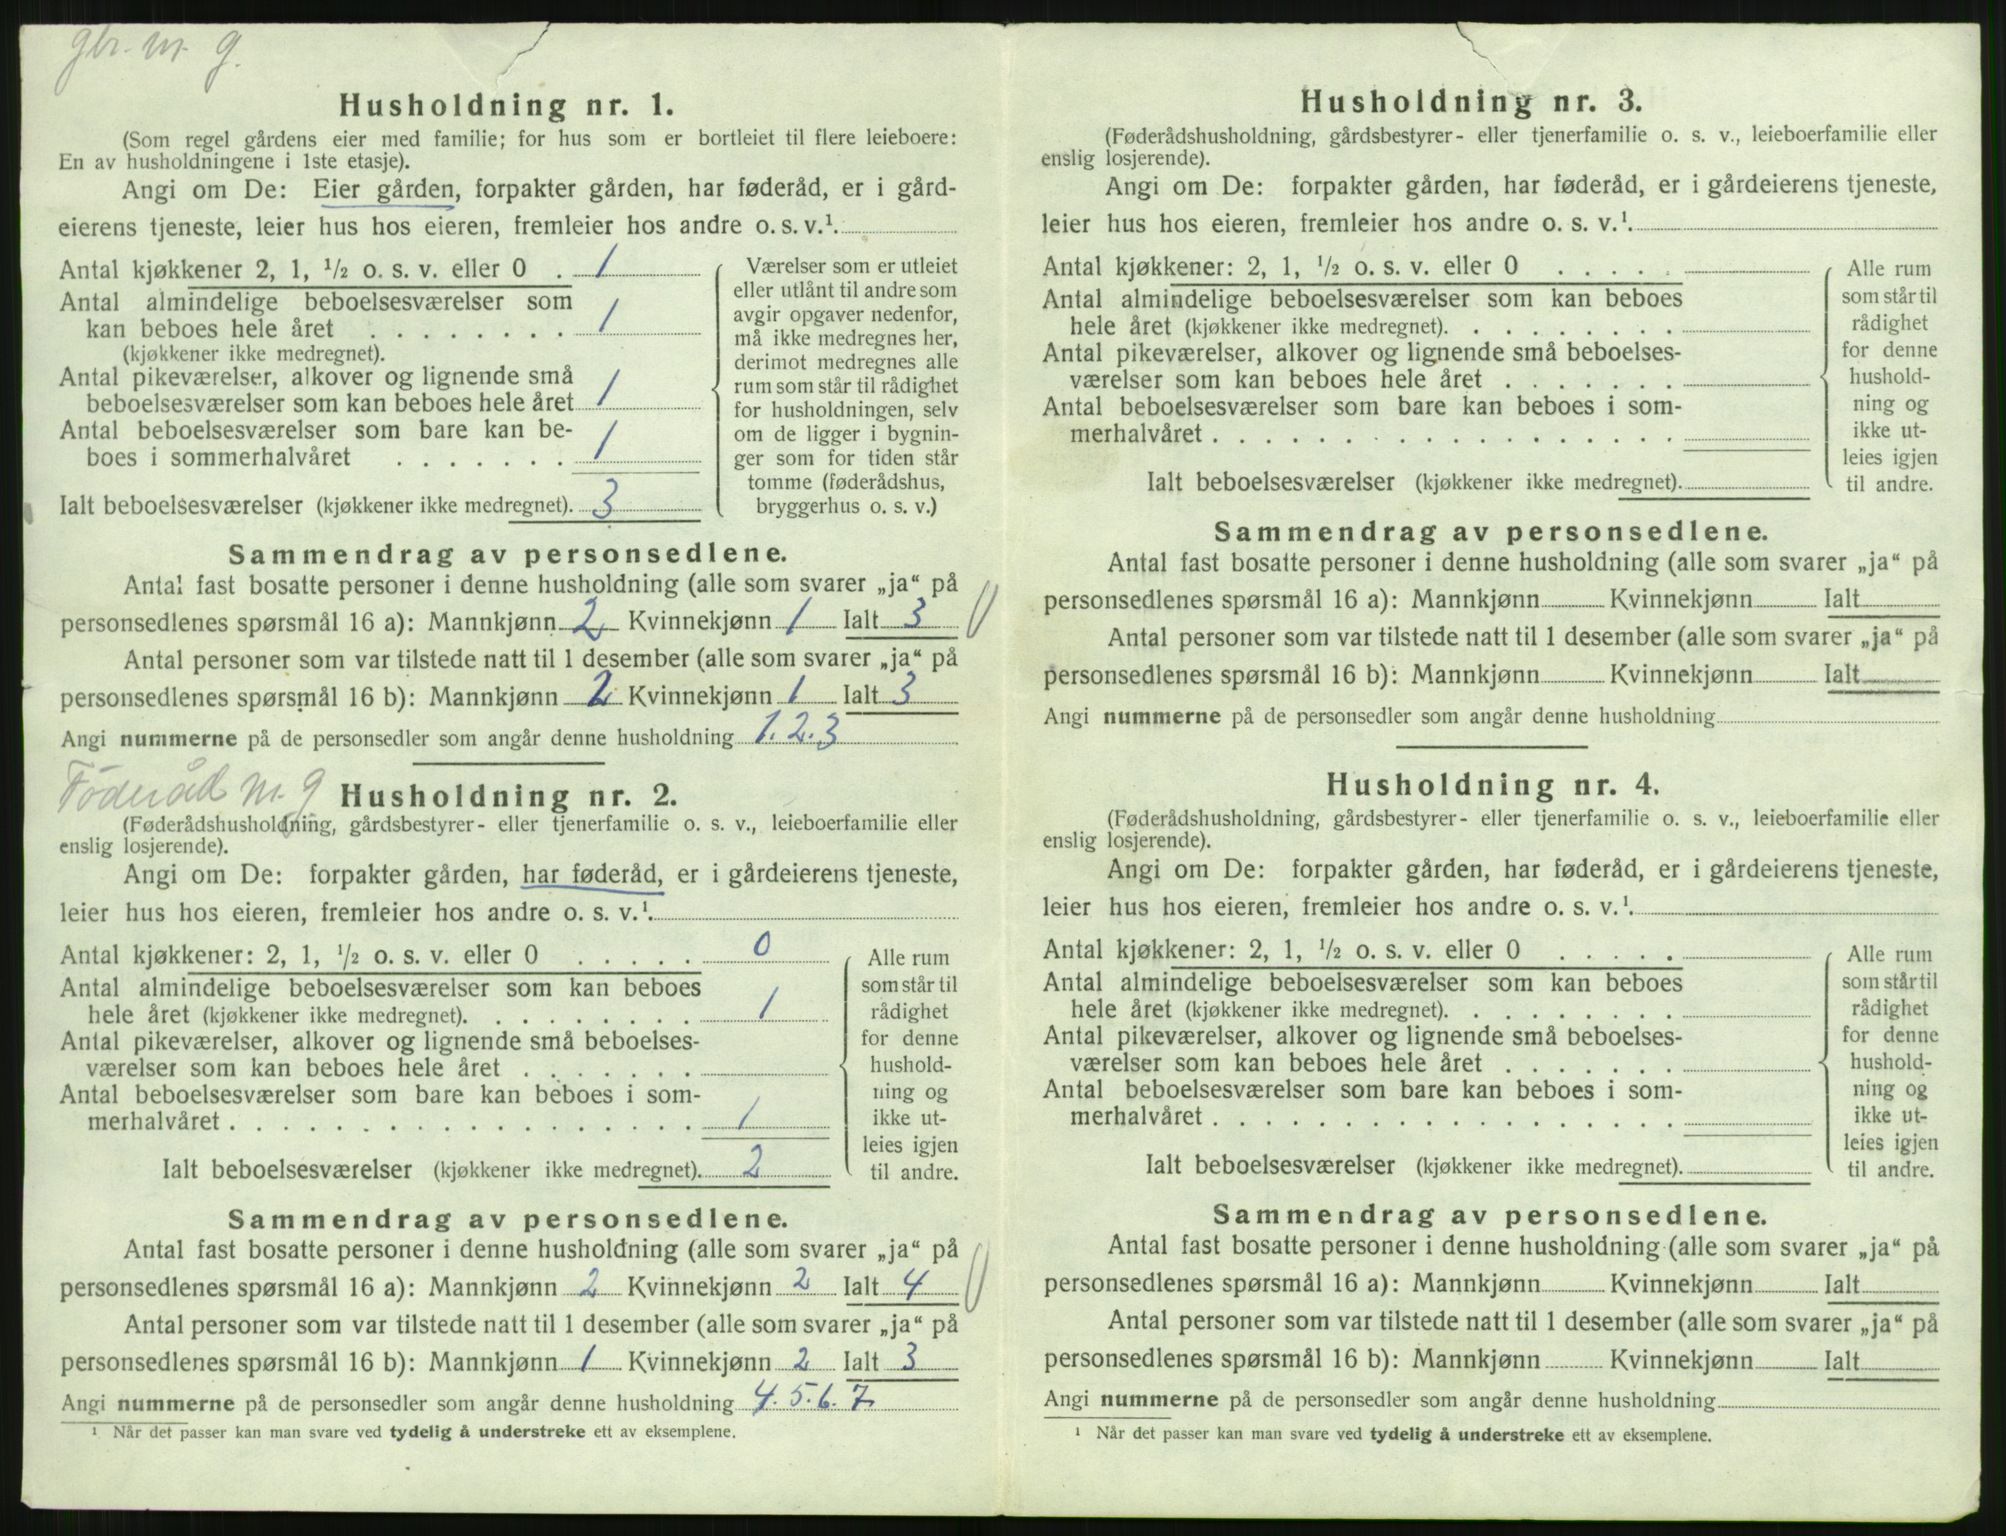 gbr. m. g.
Husholdning nr. 1.
(Som regel gårdens eier med familie; for hus som er bortleiet til flere leieboere:
En av husholdningene i 1ste etasje).
Angi om De: Eier gården, forpakter gården, har føderåd, er i gård-
eierens tjeneste, leier hus hos eieren, fremleier hos andre o. s. v.¹.
Antal kjøkkener 2, 1, ½ o. s. v. eller 0 . 1
Antal almindelige beboelsesværelser som
kan beboes hele året . . . . . . . . 1
(kjøkkener ikke medregnet).
Antal pikeværelser, alkover og lignende små
beboelsesværelser som kan beboes hele året 1
Antal beboelsesværelser som bare kan be-
boes i sommerhalvåret . . . . . . . 1
Ialt beboelsesværelser (kjøkkener ikke medregnet). 3
Værelser som er utleiet
eller utlånt til andre som
avgir opgaver nedenfor,
må ikke medregnes her,
derimot medregnes alle
rum som står til rådighet
for husholdningen, selv
om de ligger i bygnin-
ger som for tiden står
tomme (føderådshus,
bryggerhus o. s. v.)
Sammendrag av personsedlene.
Antal fast bosatte personer i denne husholdning (alle som svarer „ja“ på
personsedlenes spørsmål 16 a): Mannkjønn 2 Kvinnekjønn 1 Ialt 3
Antal personer som var tilstede natt til 1 desember (alle som svarer „ja“ på
personsedlenes spørsmål 16 b): Mannkjønn 2 Kvinnekjønn 1 Ialt 3
Angi nummerne på de personsedler som angår denne husholdning 1. 2. 3
Føderåd m. g
Husholdning nr. 2.
(Føderådshusholdning, gårdsbestyrer- eller tjenerfamilie o. s. v., leieboerfamilie eller
enslig losjerende).
Angi om De: forpakter gården, har føderåd, er i gårdeierens tjeneste,
leier hus hos eieren, fremleier hos andre o. s. v.¹.
Antal kjøkkener: 2, 1, ½ o. s. v. eller 0 . . . . . 0
Antal almindelige beboelsesværelser som kan beboes
hele året (kjøkkener ikke medregnet). . . . . . . . . 1
Antal pikeværelser, alkover og lignende små beboelses-
værelser som kan beboes hele året . . . . . . .
Antal beboelsesværelser som bare kan beboes i som-
merhalvåret . . . . . . . . . . . . . . . . . . 1
Ialt beboelsesværelser (kjøkkener ikke medregnet). 2
Alle rum
som står til
rådighet
for denne
hushold-
ning og
ikke ut-
leies igjen
til andre.
Sammendrag av personsedlene.
Antal fast bosatte personer i denne husholdning (alle som svarer „ja“ på
personsedlenes spørsmål 16 a): Mannkjønn 2 Kvinnekjønn 2 Ialt 4
Antal personer som var tilstede natt til 1 desember (alle som svarer „ja“ på
personsedlenes spørsmål 16 b): Mannkjønn 1 Kvinnekjønn 2 Ialt 3
Angi nummerne på de personsedler som angår denne husholdning 4. 5. 6. 7
¹ Når det passer kan man svare ved tydelig å understreke ett av eksemplene.
Husholdning nr. 3.
(Føderådshusholdning, gårdsbestyrer- eller tjenerfamilie o. s. v., leieboerfamilie eller
enslig losjerende).
Angi om De: forpakter gården, har føderåd, er i gårdeierens tjeneste,
leier hus hos eieren, fremleier hos andre o. s. v.¹.
Antal kjøkkener: 2, 1, ½ o. s. v. eller 0 . . . . .
Antal almindelige beboelsesværelser som kan beboes
hele året (kjøkkener ikke medregnet). . . . . . . . .
Antal pikeværelser, alkover og lignende små beboelses-
værelser som kan beboes hele året . . . . . . .
Antal beboelsesværelser som bare kan beboes i som-
merhalvåret . . . . . . . . . . . . . . . . . .
Ialt beboelsesværelser (kjøkkener ikke medregnet).
Alle rum
som står til
rådighet
for denne
hushold-
ning og
ikke ut-
leies igjen
til andre.
Sammendrag av personsedlene.
Antal fast bosatte personer i denne husholdning (alle som svarer „ja“ på
personsedlenes spørsmål 16 a): Mannkjønn Kvinnekjønn Ialt
Antal personer som var tilstede natt til 1 desember (alle som svarer „ja“ på
personsedlenes spørsmål 16 b): Mannkjønn Kvinnekjønn Ialt
Angi nummerne på de personsedler som angår denne husholdning
Husholdning nr. 4.
(Føderådshusholdning, gårdsbestyrer- eller tjenerfamilie o. s. v., leieboerfamilie eller
enslig losjerende).
Angi om De: forpakter gården, har føderåd, er i gårdeierens tjeneste,
leier hus hos eieren, fremleier hos andre o. s. v.¹.
Antal kjøkkener: 2, 1, ½ o. s. v. eller 0 . . . . .
Antal almindelige beboelsesværelser som kan beboes
hele året (kjøkkener ikke medregnet). . . . . . . . .
Antal pikeværelser, alkover og lignende små beboelses-
værelser som kan beboes hele året . . . . . . .
Antal beboelsesværelser som bare kan beboes i som-
merhalvåret . . . . . . . . . . . . . . . . . .
Ialt beboelsesværelser (kjøkkener ikke medregnet).
Alle rum
som står til
rådighet
for denne
hushold-
ning og
ikke ut-
leies igjen
til andre.
Sammendrag av personsedlene.
Antal fast bosatte personer i denne husholdning (alle som svarer „ja“ på
personsedlenes spørsmål 16 a): Mannkjønn Kvinnekjønn Ialt
Antal personer som var tilstede natt til 1 desember (alle som svarer „ja“ på
personsedlenes spørsmål 16 b): Mannkjønn Kvinnekjønn Ialt
Angi nummerne på de personsedler som angår denne husholdning
¹ Når det passer kan man svare ved tydelig å understreke ett av eksemplene.